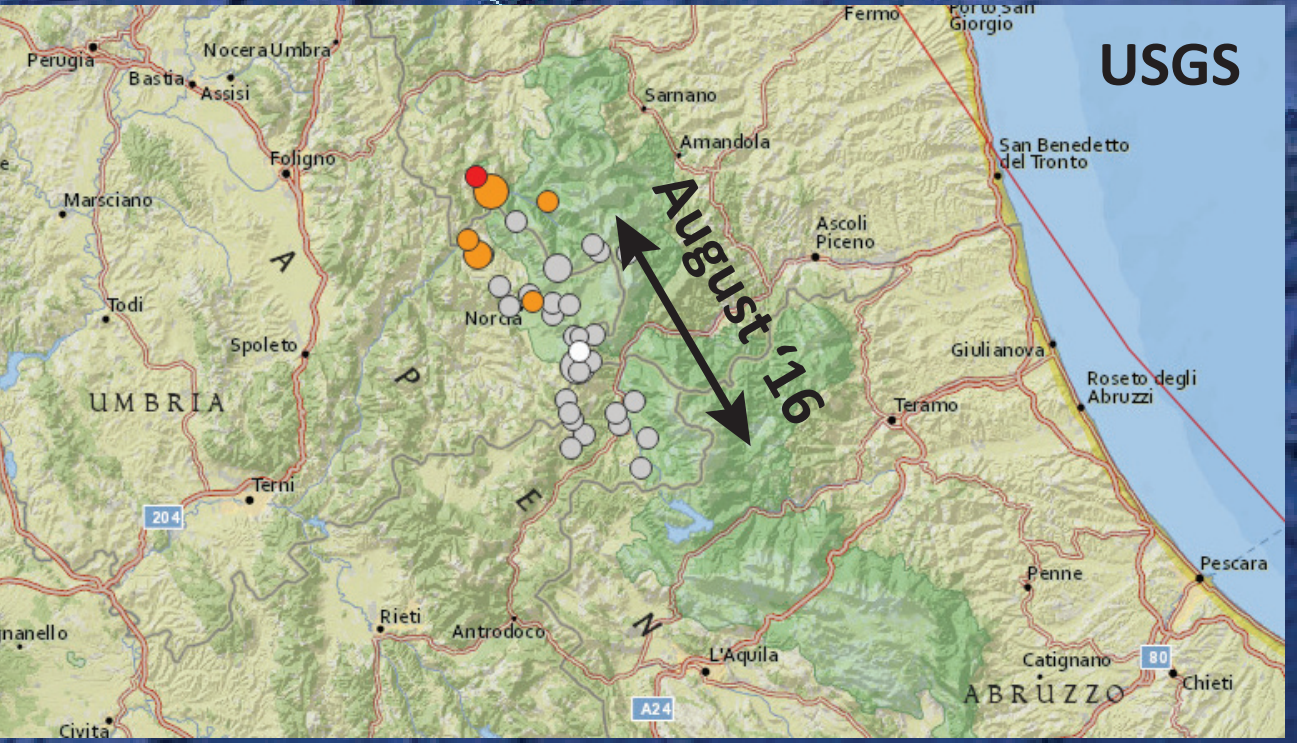 Fermo
Porto San
Giorgio
USGS
Perugia
Nocera Umbra
Bastia
Assisi
Sarnano
Amandola
San Benedetto
del Tronto
Foligno
e
Marsciano
August ‘16
Ascoli
Piceno
A
Todi
Norcia
Spoleto
Giulianova
P
Roseto degli
Abruzzi
UMBRIA
Teramo
Terni
E
204
Pescara
Penne
Rieti
Antrodoco
N
gnanello
L'Aquila
80
Catignano
Chieti
ABRUZZO
A24
Civita